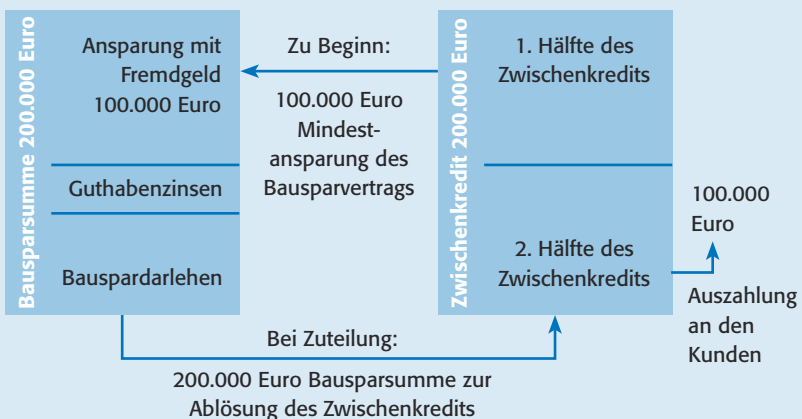 Bausparsumme 200.000 Euro
Ansparung mit
Fremdgeld
100.000 Euro
Guthabenzinsen
Bauspardarlehen
Zu Beginn:
100.000 Euro
Mindest-
ansparung des
Bausparvertrags
Zwischenkredit 200.000 Euro
1. Hälfte des
Zwischenkredits
2. Hälfte des
Zwischenkredits
100.000
Euro
Auszahlung
an den
Kunden
Bei Zuteilung:
200.000 Euro Bausparsumme zur
Ablösung des Zwischenkredits